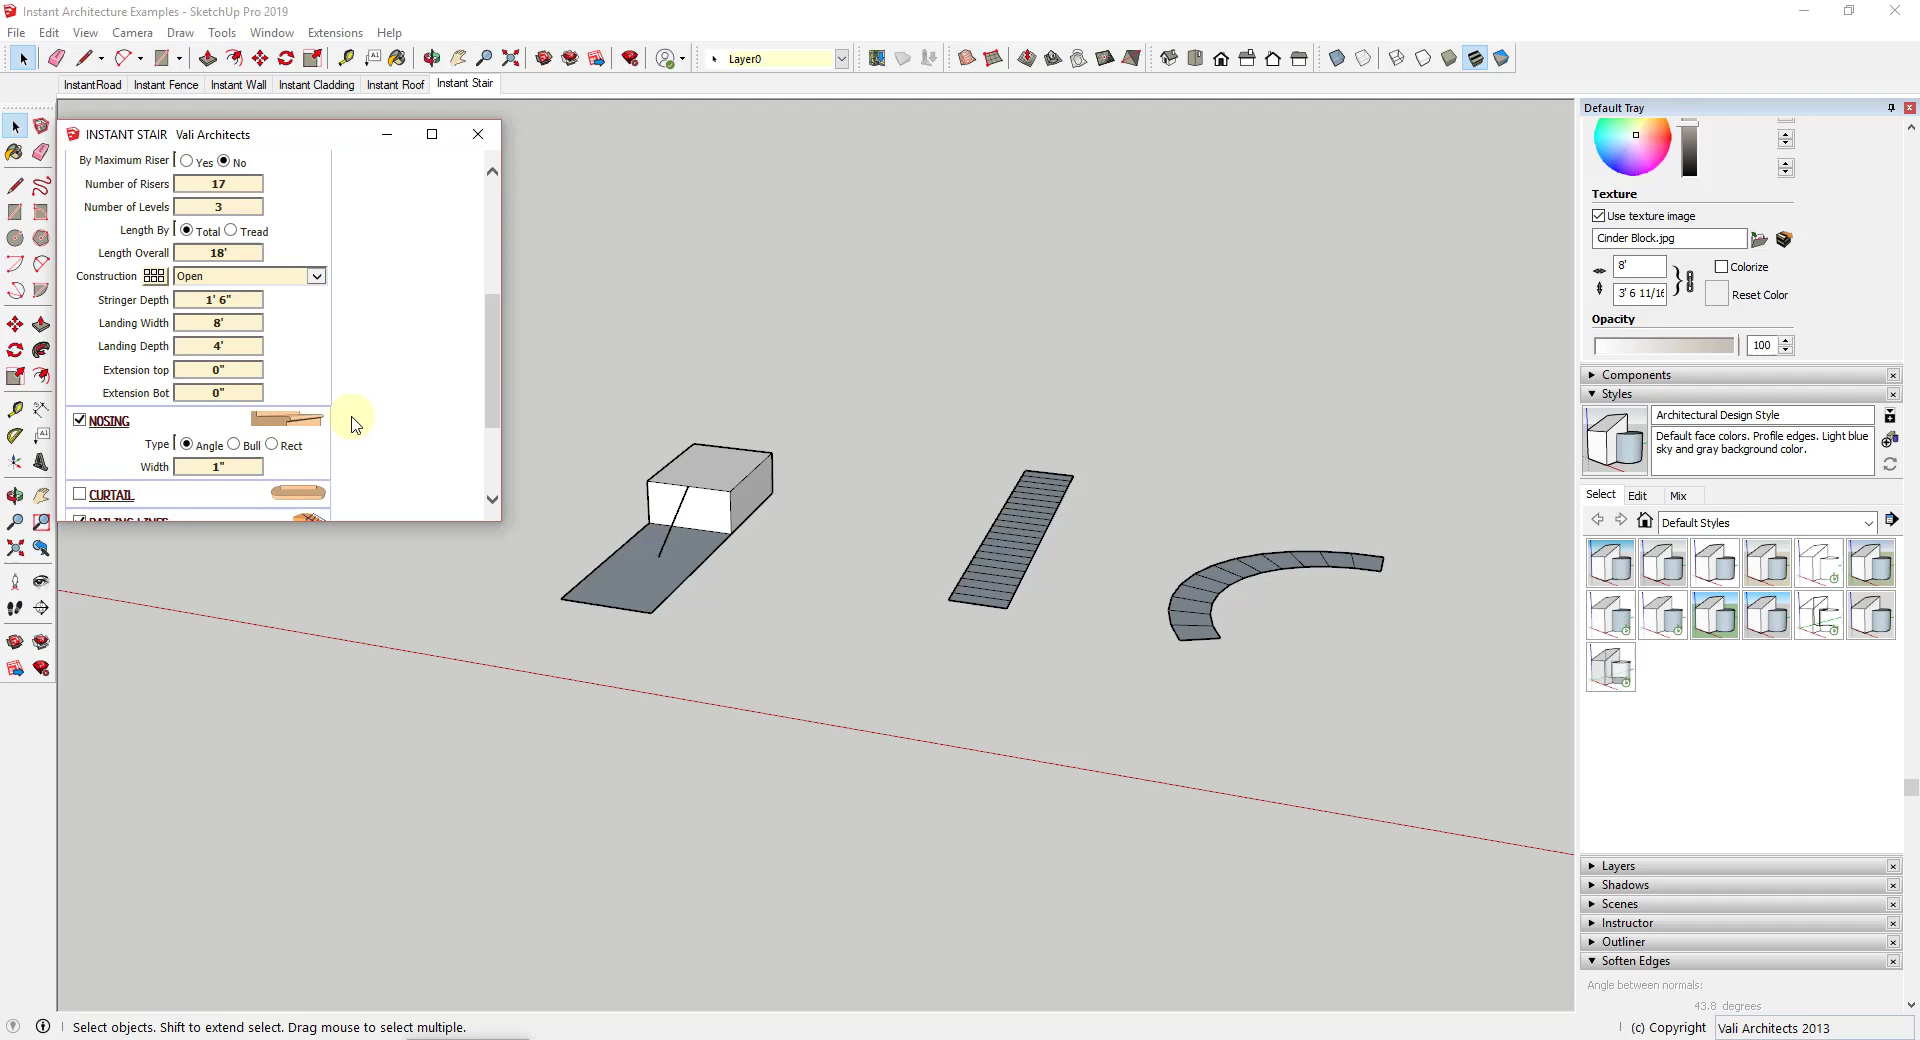 Instant Architecture Examples - SketchUp Pro 2019
File Edit View Camera Draw Tools Window Extensions Help
Layer0
InstantRoad Instant Fence Instant Wall Instant Cladding Instant Roof Instant Stair
INSTANT STAIR Vali Architects
By Maximum Riser Yes No
Number of Risers 17
Number of Levels 3
Length By Total Tread
Length Overall 18'
Construction Open
Stringer Depth 1' 6"
Landing Width 8'
Landing Depth 4'
Extension top 0"
Extension Bot 0"
NOSING
Type Angle Bull Rect
Width 1"
CURTAIL
RAILING LINES
Default Tray
Texture
Use texture image
Cinder Block.jpg
8' Colorize
3' 6 11/16 Reset Color
Opacity
100
Components
Styles
Architectural Design Style
Default face colors. Profile edges. Light blue
sky and gray background color.
Select Edit Mix
Default Styles
Layers
Shadows
Scenes
Instructor
Outliner
Soften Edges
Angle between normals:
43.8 degrees
Select objects. Shift to extend select. Drag mouse to select multiple.
(c) Copyright Vali Architects 2013